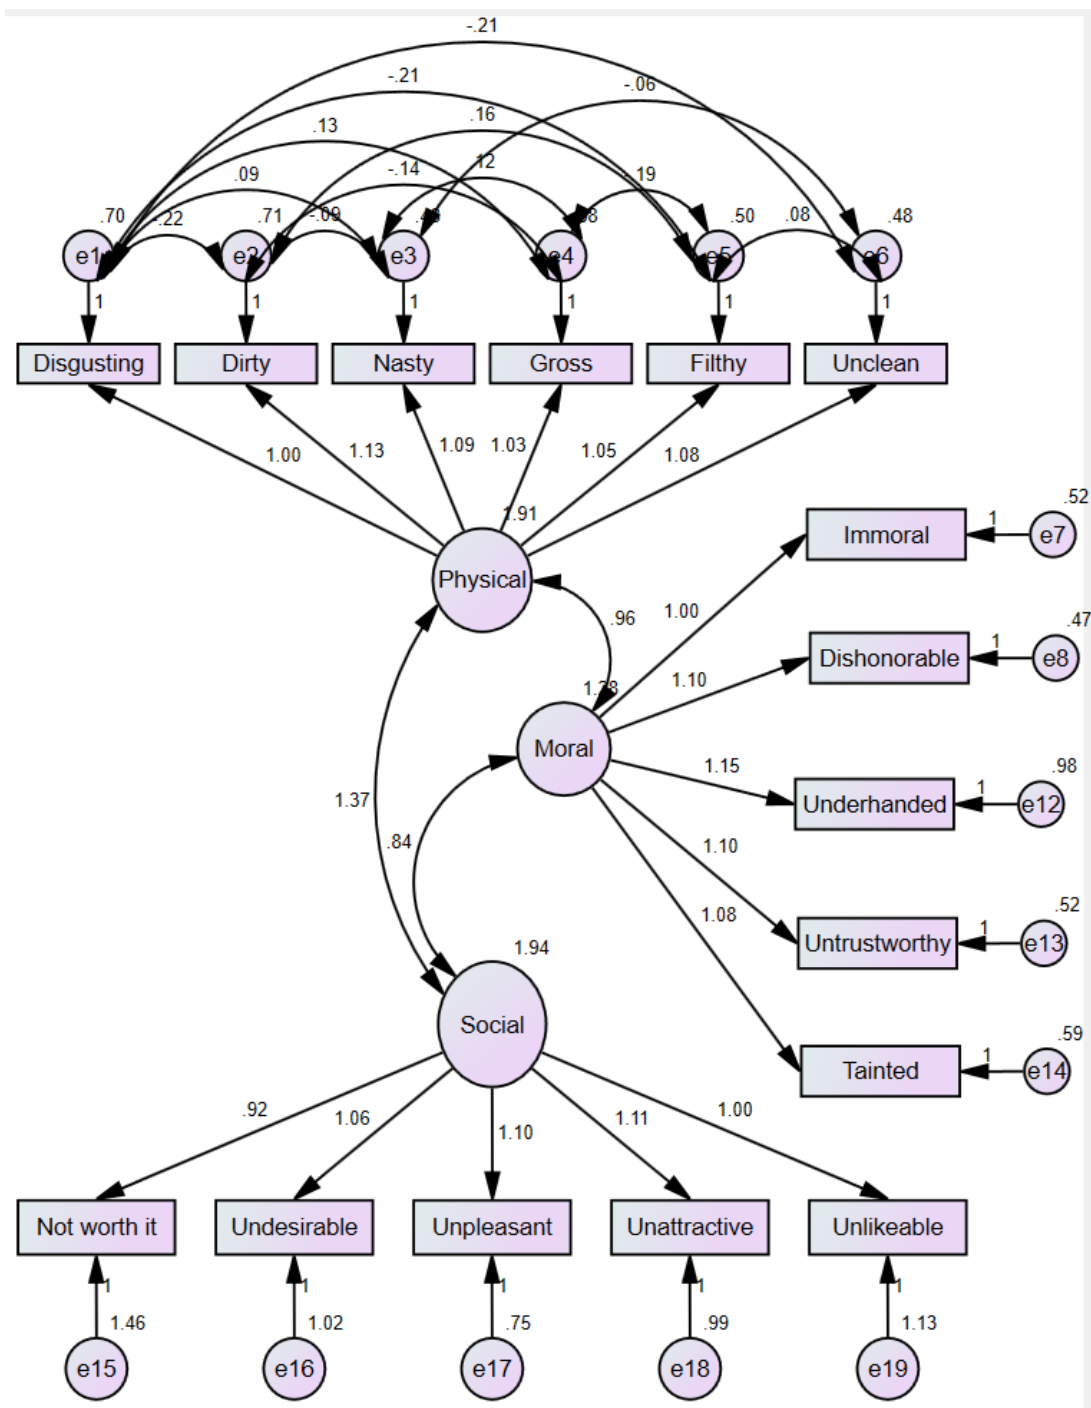 -.21
-.21
-.06
.16
.13
.12
-.14
.19
.09
.70
.22
.71
-.09
.50
.08
.48
e1
e2
e3
e4
e5
e6
1
1
1
1
1
1
Disgusting
Dirty
Nasty
Gross
Filthy
Unclean
1.00
1.13
1.09
1.03
1.05
1.08
1.91
Physical
.52
Immoral
1
e7
.96
1.00
.47
Dishonorable
1
e8
1.10
Moral
1.15
.98
Underhanded
1
e12
1.37
.84
1.10
1.08
.52
Untrustworthy
1
e13
1.94
Social
.59
Tainted
1
e14
.92
1.06
1.10
1.11
1.00
Not worth it
Undesirable
Unpleasant
Unattractive
Unlikeable
1
1
1
1
1
1.46
1.02
.75
.99
1.13
e15
e16
e17
e18
e19